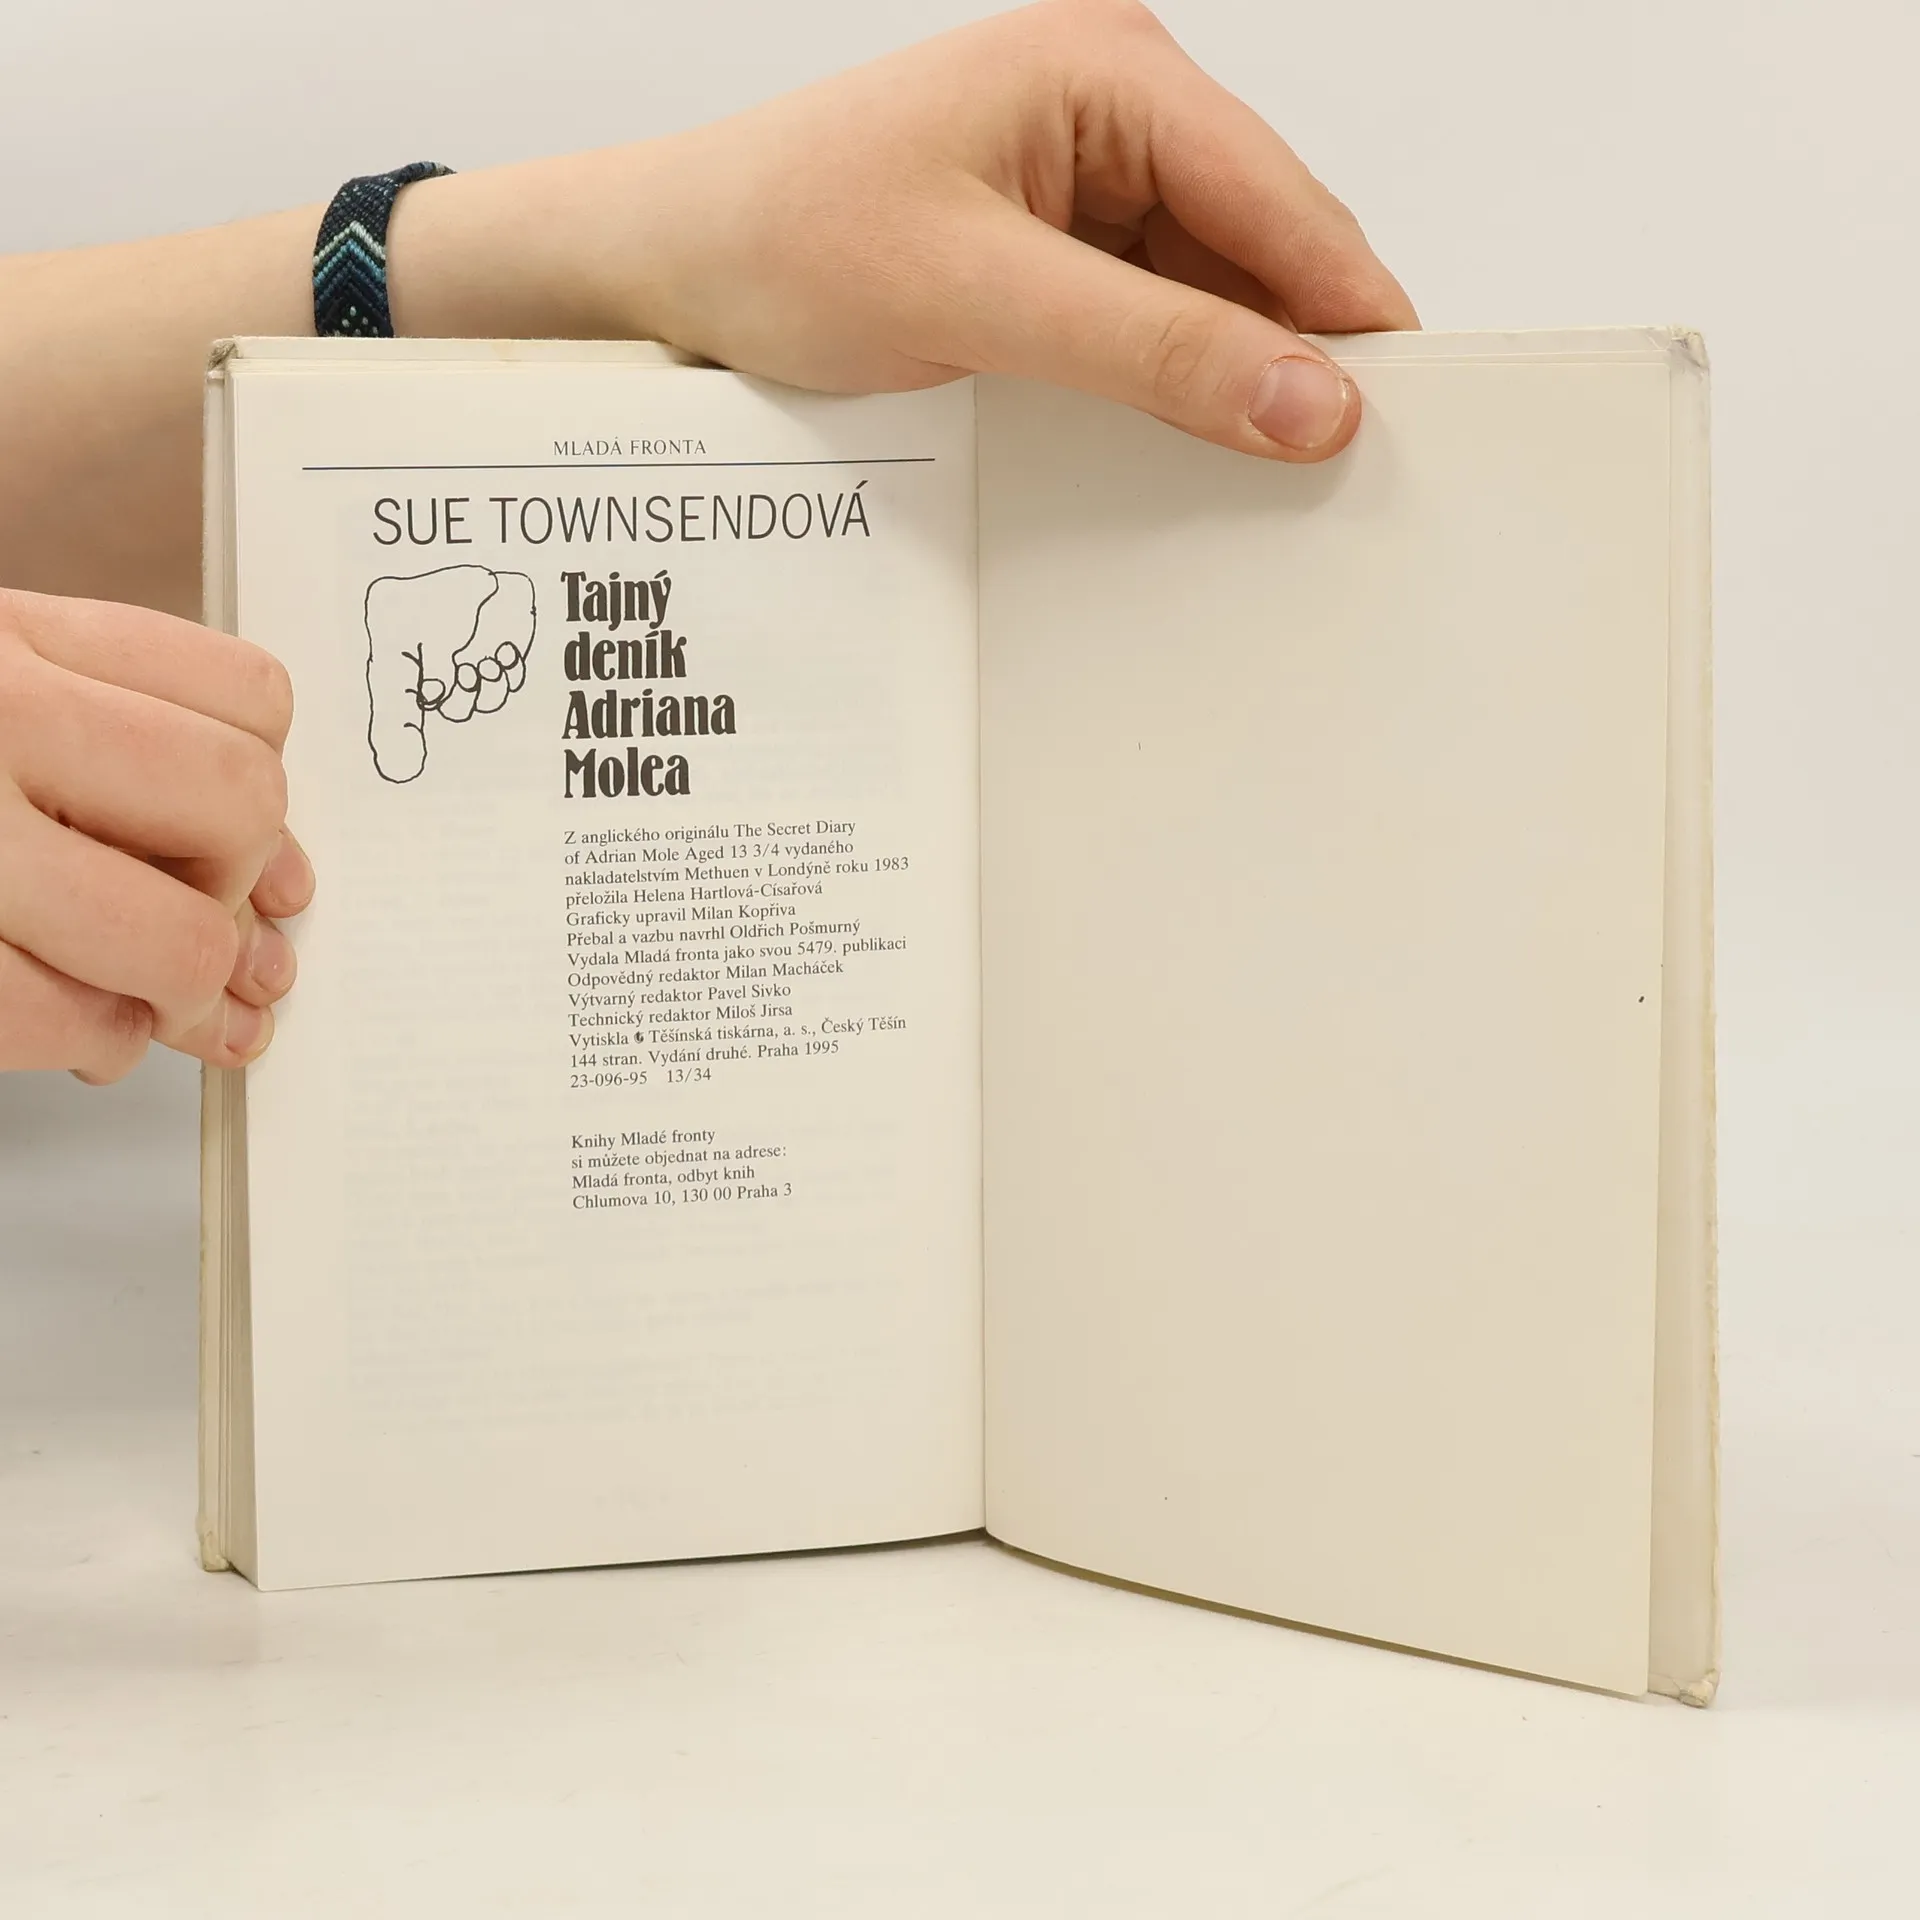 MLADÁ FRONTA
SUE TOWNSENDOVÁ
Tajný
deník
Adriana
Molea
Z anglického originálu The Secret Diary
of Adrian Mole Aged 13 3/4 vydaného
nakladatelstvím Methuen v Londýně roku 1983
přeložila Helena Hartlová-Císařová
Graficky upravil Milan Kopřiva
Přebal a vazbu navrhl Oldřich Pošmurný
Vydala Mladá fronta jako svou 5479. publikaci
Odpovědný redaktor Milan Macháček
Výtvarný redaktor Pavel Sivko
Technický redaktor Miloš Jirsa
Vytiskla Těšínská tiskárna, a. s., Český Těšín
144 stran. Vydání druhé. Praha 1995
23-096-95 13/34
Knihy Mladé fronty
si můžete objednat na adrese:
Mladá fronta, odbyt knih
Chlumova 10, 130 00 Praha 3